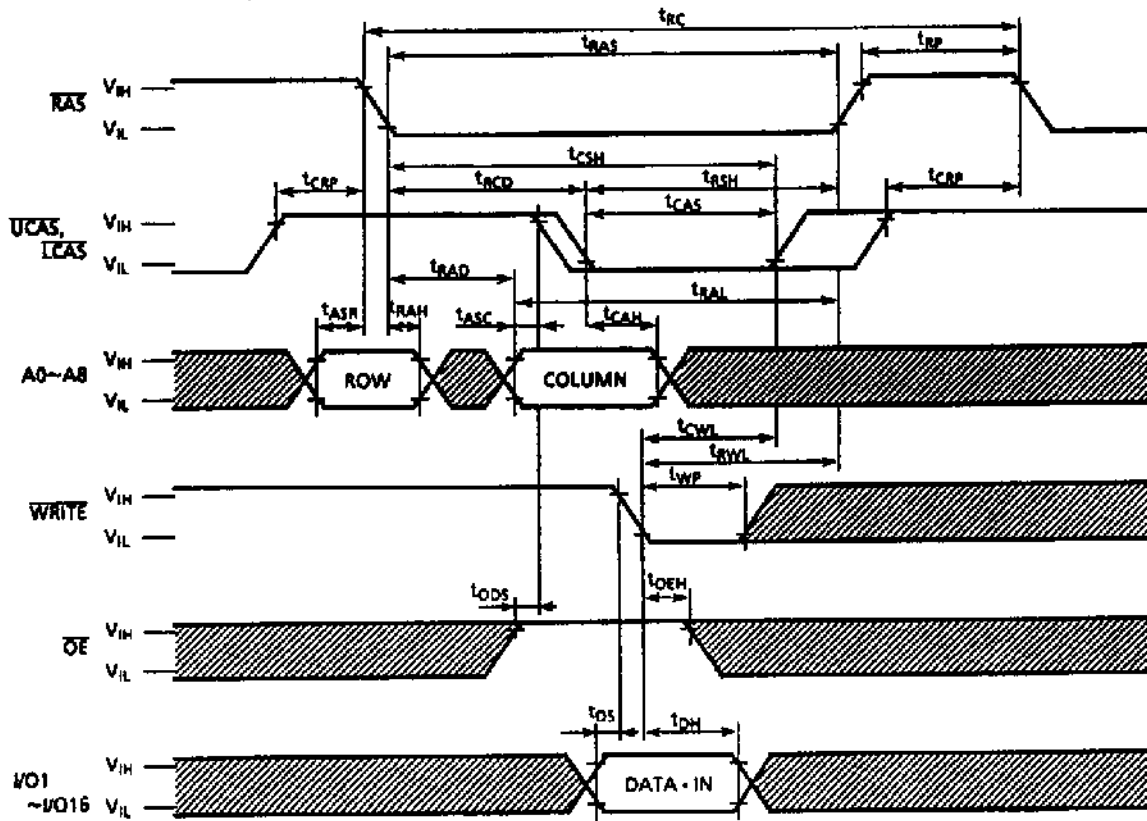 tRC
tRAS
tRP
RAS
VIH
VIL
tCSH
tCRP
tRCD
tRSH
tCRP
tCAS
UCAS,
LCAS
VIH
VIL
tRAD
tRAL
tASR
tRAH
tASC
tCAH
A0~A8
VIH
VIL
ROW
COLUMN
tCWL
tRWL
tWP
WRITE
VIH
VIL
tODS
tOEH
OE
VIH
VIL
tDS
tDH
I/O1
~I/O16
VIH
VIL
DATA - IN